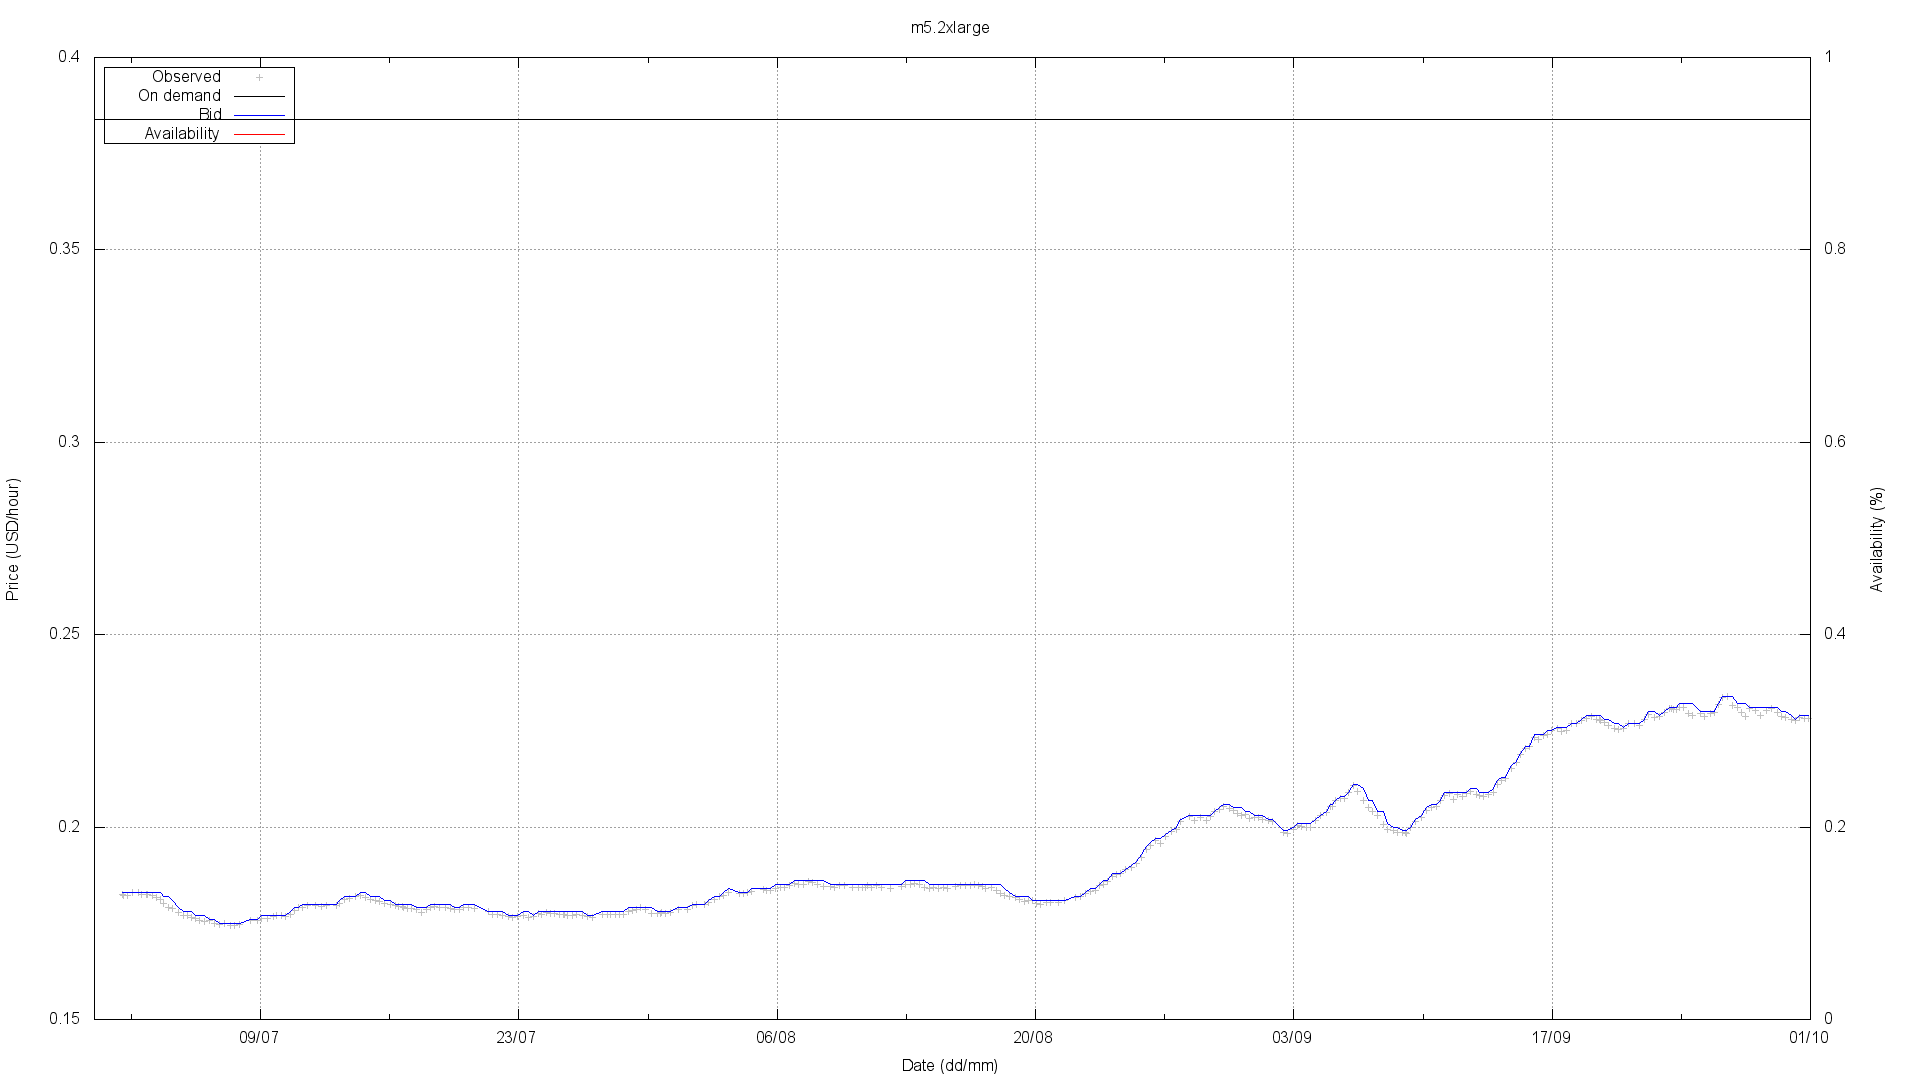 m5.2xlarge
0.4
1
Observed
On demand
Bid
Availability
0.35
0.8
0.3
0.6
Price (USD/hour)
Availability (%)
0.25
0.4
0.2
0.2
0.15
0
09/07 23/07 06/08 20/08 03/09 17/09 01/10
Date (dd/mm)